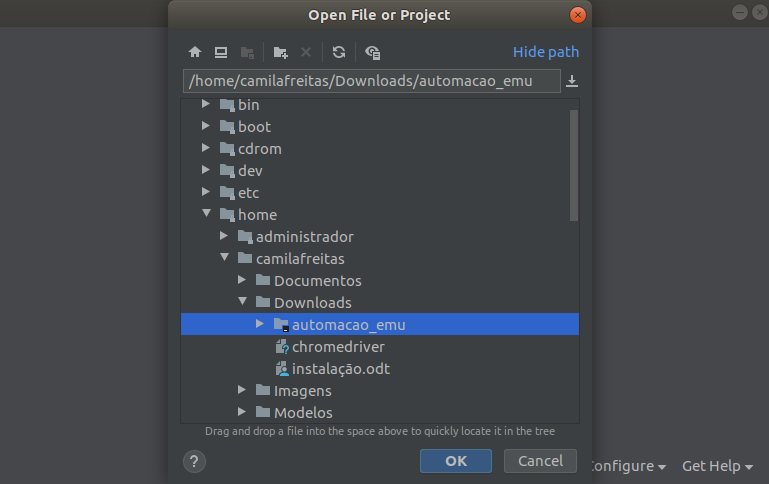 Open File or Project
Hide path
/home/camilafreitas/Downloads/automacao_emu
bin
boot
cdrom
dev
etc
home
administrador
camilafreitas
Documentos
Downloads
automacao_emu
chromedriver
instalação.odt
Imagens
Modelos
Drag and drop a file into the space above to quickly locate it in the tree
? OK Cancel
onfigure Get Help